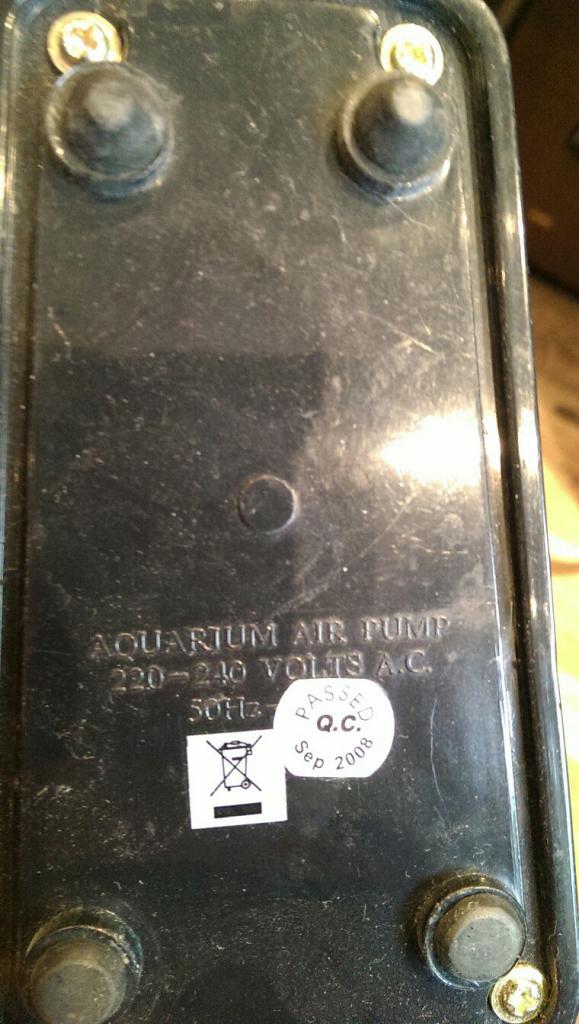 AQUARIUM AIR PUMP
220-240 VOLTS A.C.
50Hz-
PASSED
Q.C.
Sep 2008